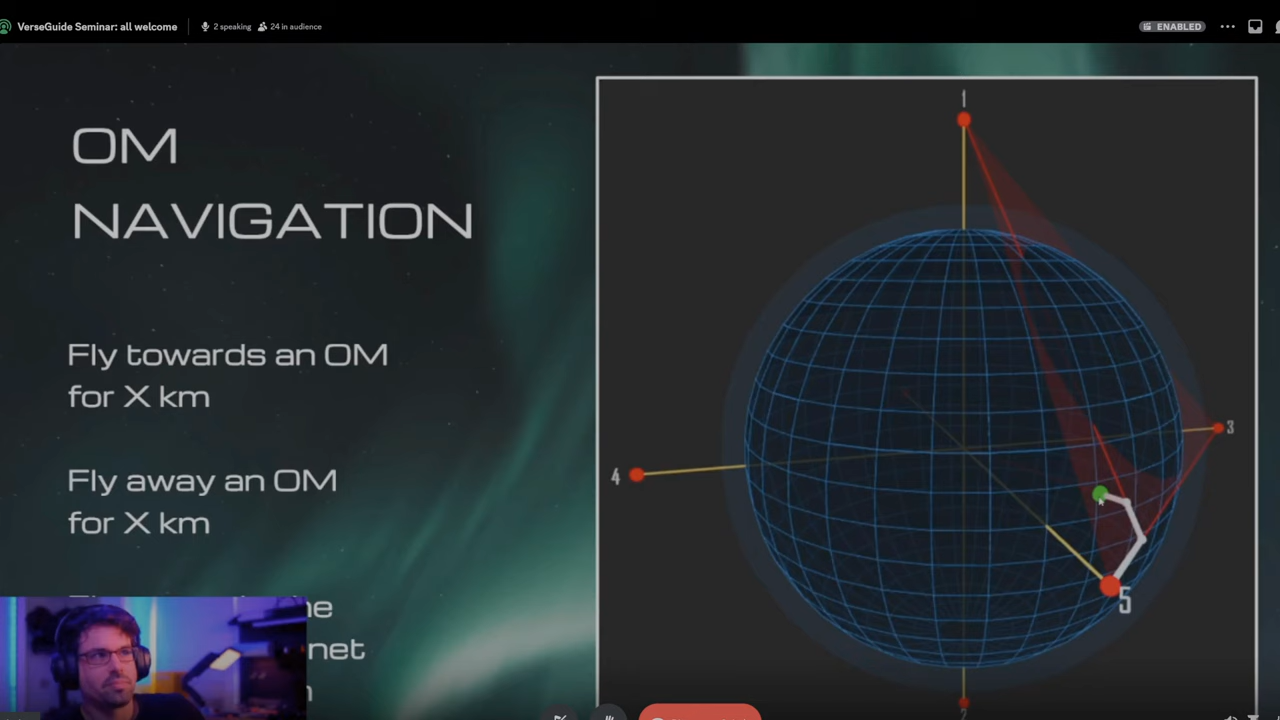 VerseGuide Seminar: all welcome
2 speaking
24 in audience
ENABLED
OM
NAVIGATION
Fly towards an OM
for X km
Fly away an OM
for X km
net
1
3
4
5
2